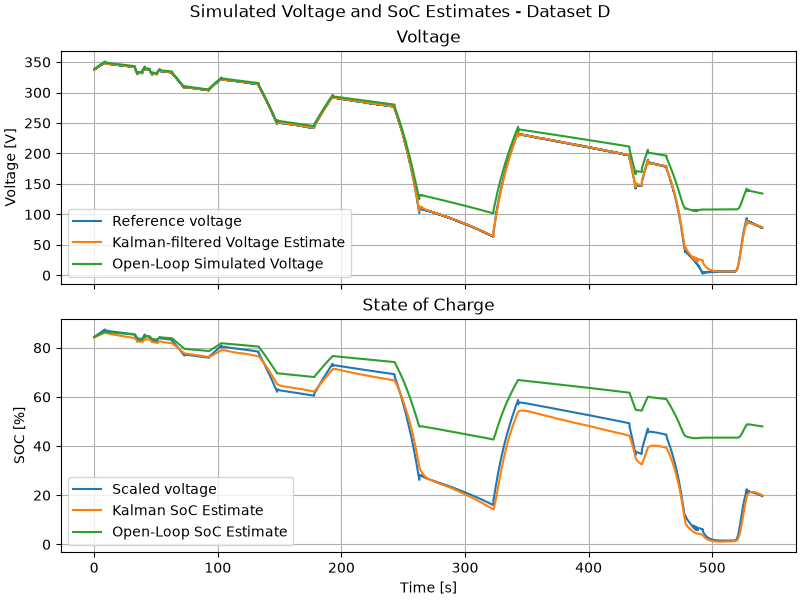 Simulated Voltage and SoC Estimates - Dataset D
Voltage
350
300
250
200
150
100
50
0
Voltage [V]
Reference voltage
Kalman-filtered Voltage Estimate
Open-Loop Simulated Voltage
State of Charge
80
60
40
20
0
SOC [%]
Scaled voltage
Kalman SoC Estimate
Open-Loop SoC Estimate
0 100 200 300 400 500
Time [s]